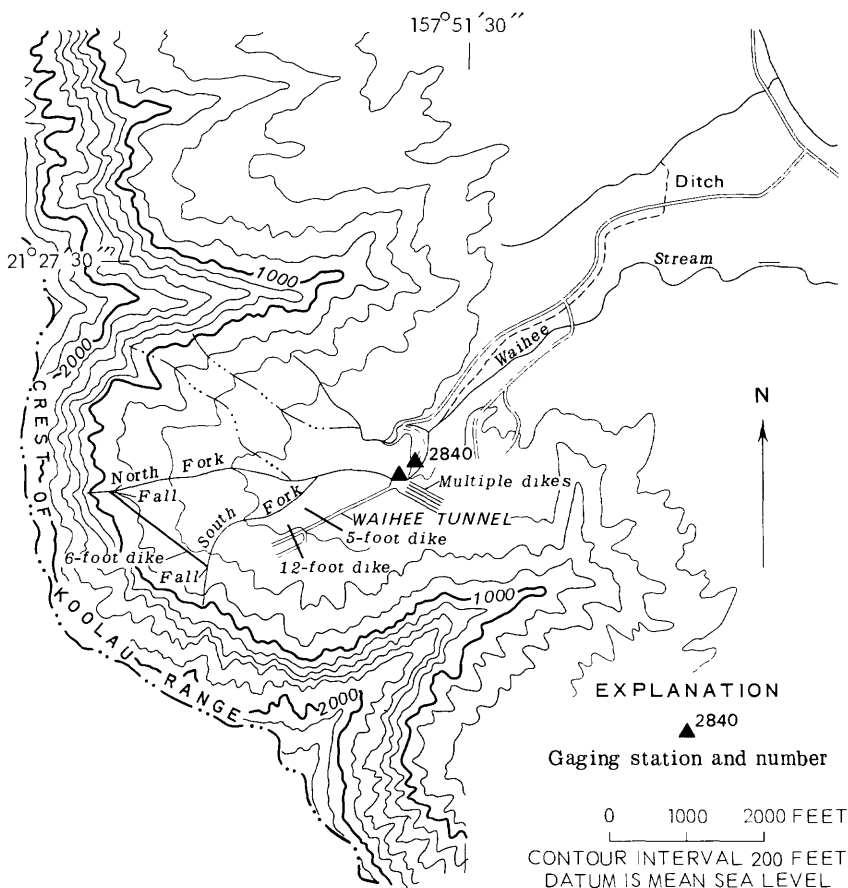 157°51'30"
Ditch
21°27'30"
1000
Stream
2000
Waihee
CREST OF KOOLAU RANGE
N
2840
North Fork
Fall
Multiple dikes
South Fork
WAIHEE TUNNEL
5-foot dike
6-foot dike
12-foot dike
Fall
1000
2000
EXPLANATION
2840
Gaging station and number
0 1000 2000 FEET
CONTOUR INTERVAL 200 FEET
DATUM IS MEAN SEA LEVEL